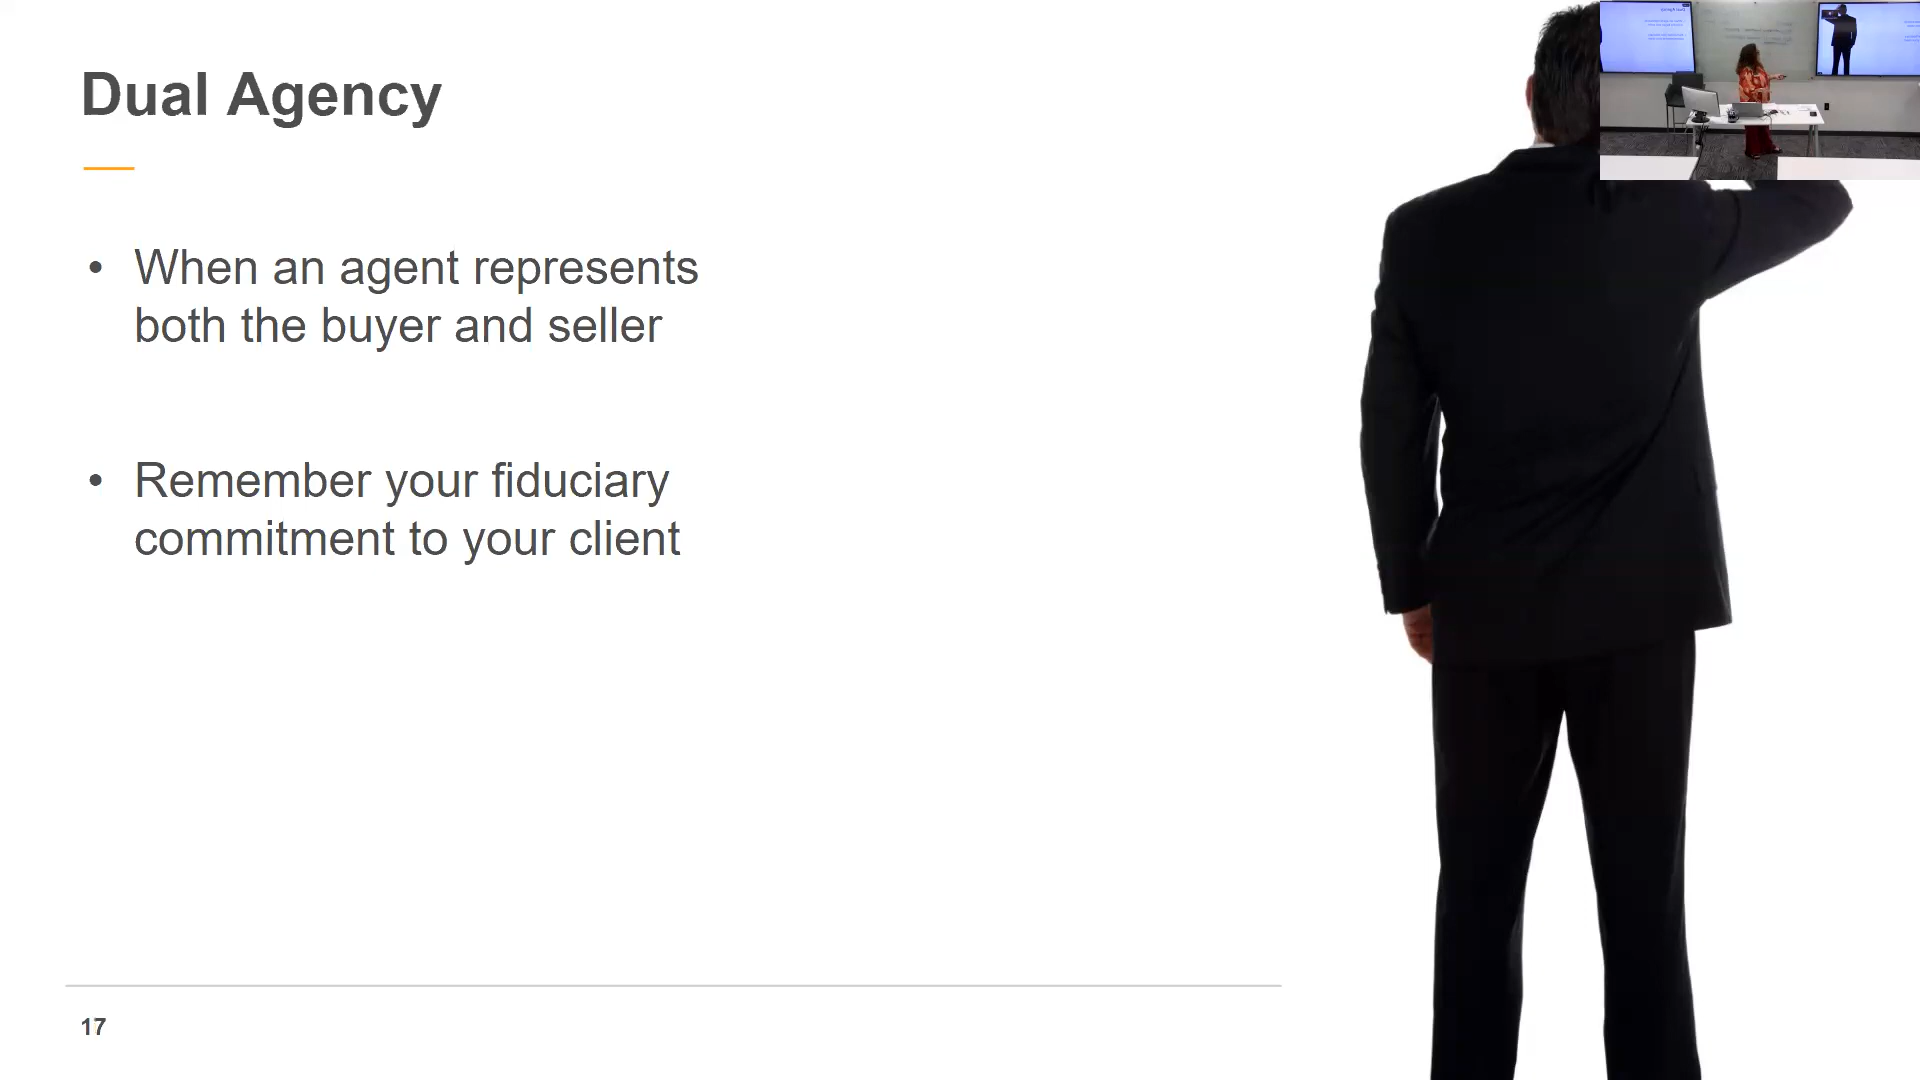 Dual Agency
• When an agent represents
both the buyer and seller
• Remember your fiduciary
commitment to your client
17